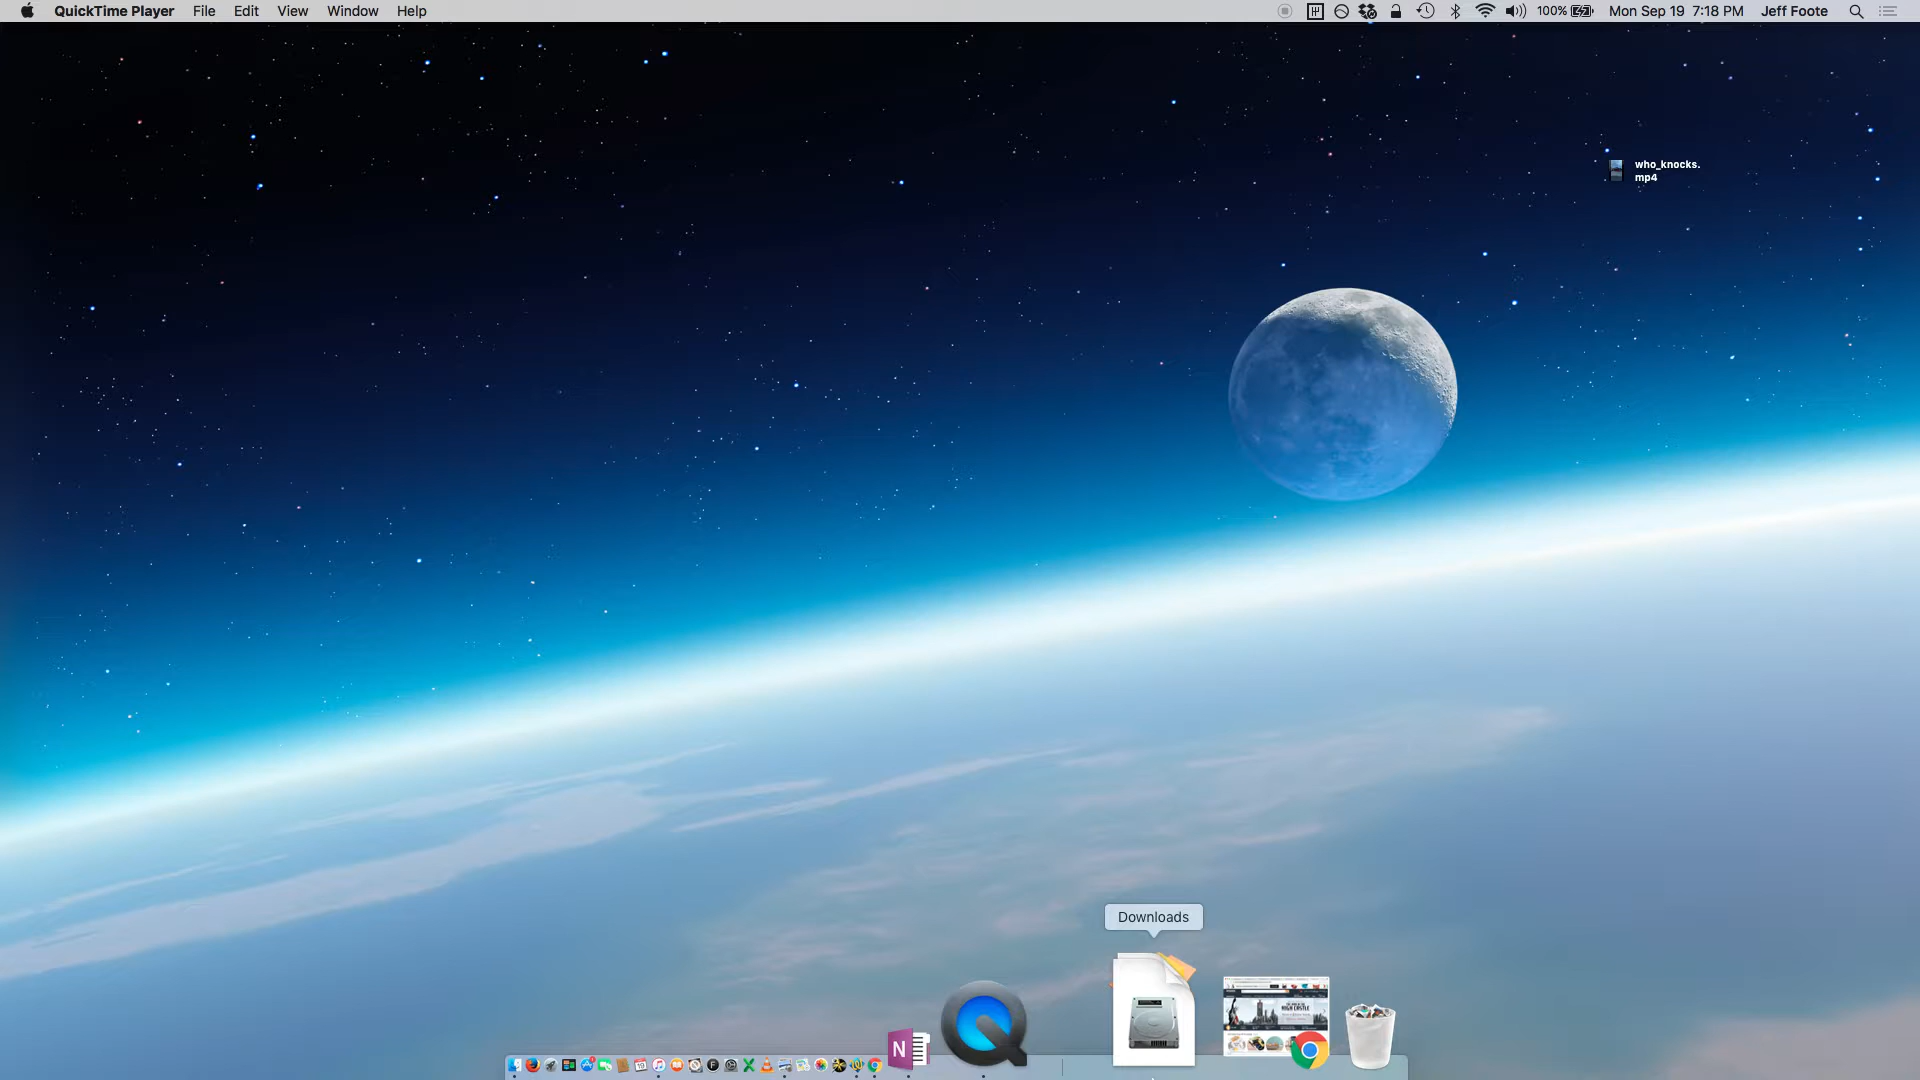 QuickTime Player File Edit View Window Help 100% Mon Sep 19 7:18 PM Jeff Foote
who_knocks.
mp4
Downloads
N